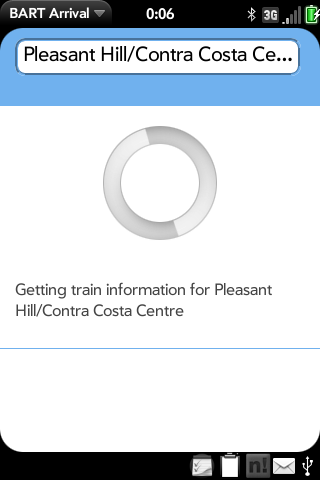 BART Arrival 0:06 3G
Pleasant Hill/Contra Costa Ce...
Getting train information for Pleasant
Hill/Contra Costa Centre
n!